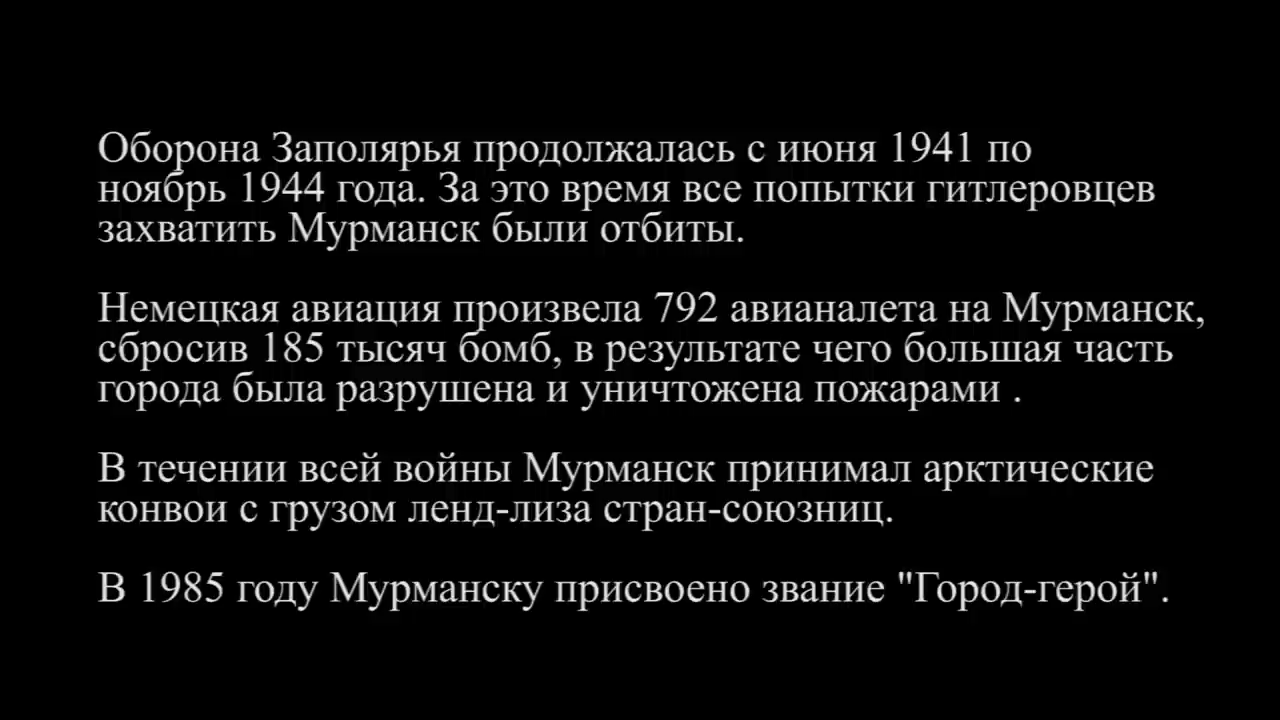 Оборона Заполярья продолжалась с июня 1941 по
ноябрь 1944 года. За это время все попытки гитлеровцев
захватить Мурманск были отбиты.
Немецкая авиация произвела 792 авианалета на Мурманск,
сбросив 185 тысяч бомб, в результате чего большая часть
города была разрушена и уничтожена пожарами .
В течении всей войны Мурманск принимал арктические
конвои с грузом ленд-лиза стран-союзниц.
В 1985 году Мурманску присвоено звание "Город-герой".